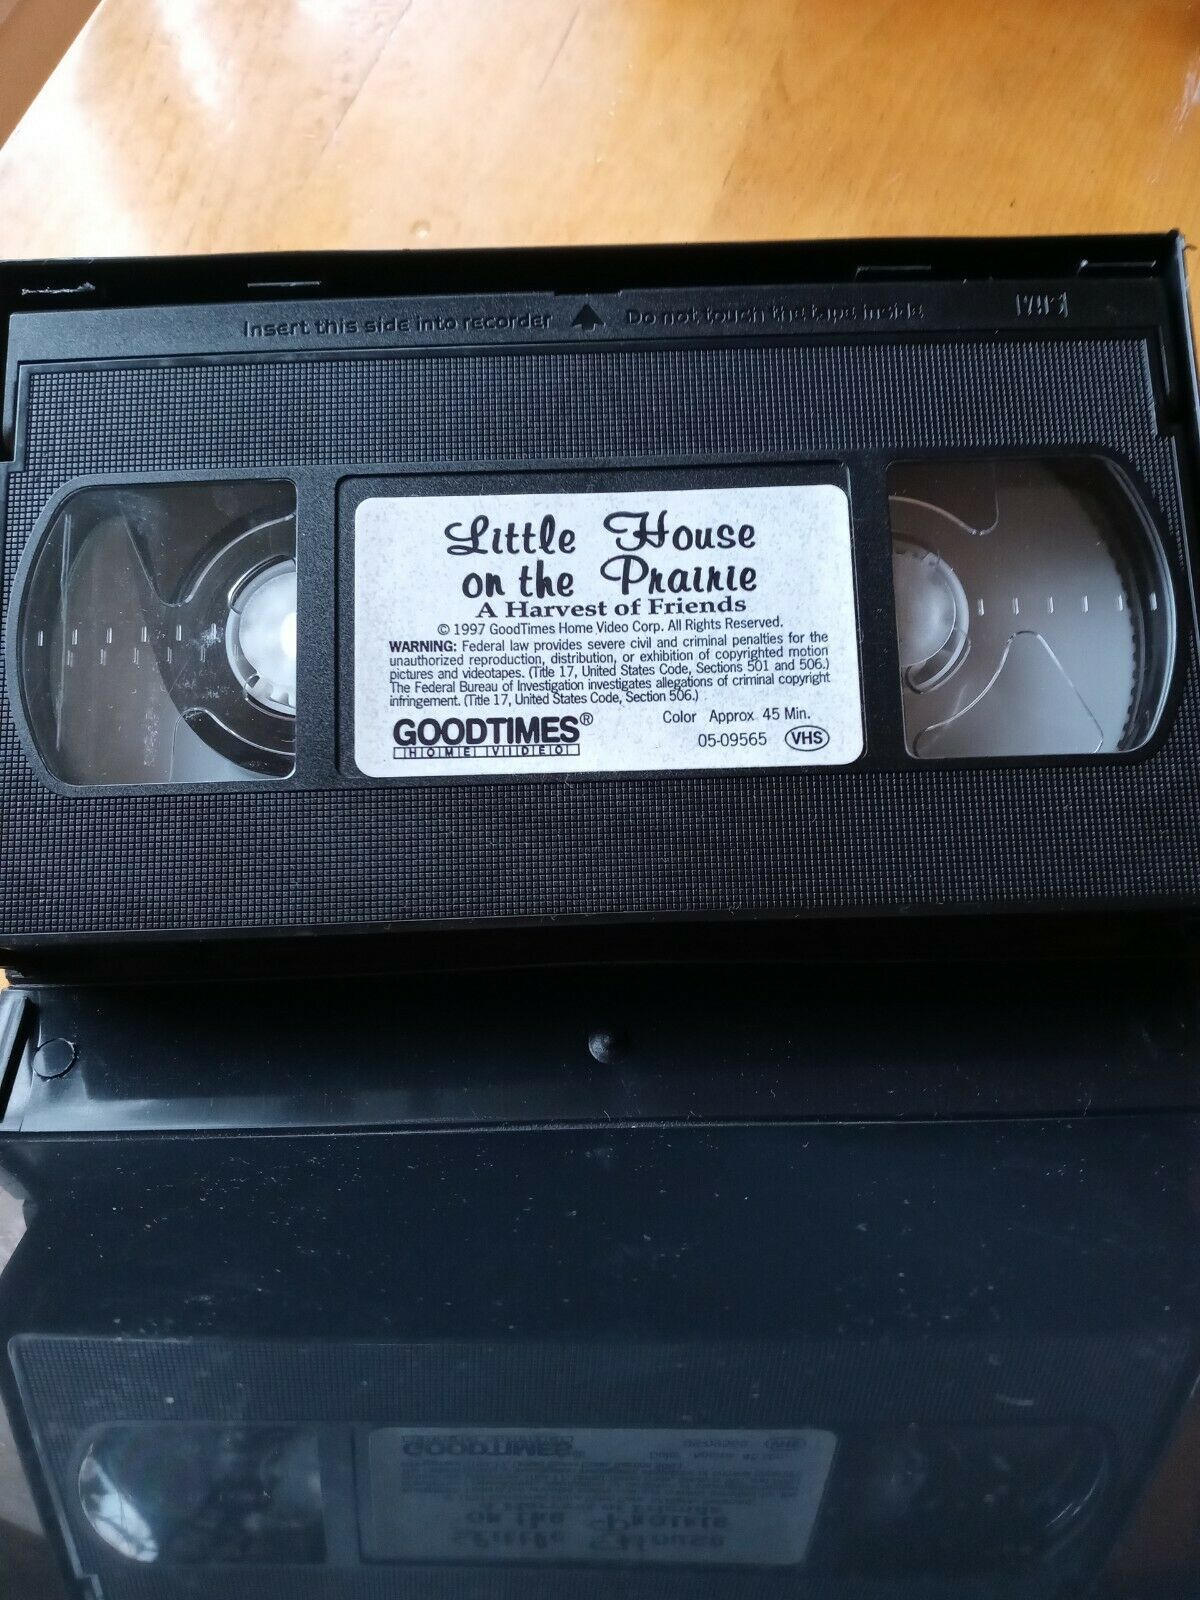 Insert this side into recorder Do not touch the tape inside VHS
Little House
on the Prairie
A Harvest of Friends
© 1997 GoodTimes Home Video Corp. All Rights Reserved.
WARNING: Federal law provides severe civil and criminal penalties for the
unauthorized reproduction, distribution, or exhibition of copyrighted motion
pictures and videotapes. (Title 17, United States Code, Sections 501 and 506.)
The Federal Bureau of Investigation investigates allegations of criminal copyright
infringement. (Title 17, United States Code, Section 506.)
GOODTIMES® Color Approx 45 Min.
HOME VIDEO 05-09565 VHS